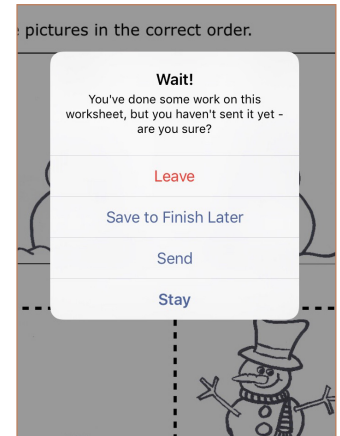 pictures in the correct order.
Wait!
You've done some work on this
worksheet, but you haven't sent it yet -
are you sure?
Leave
Save to Finish Later
Send
Stay